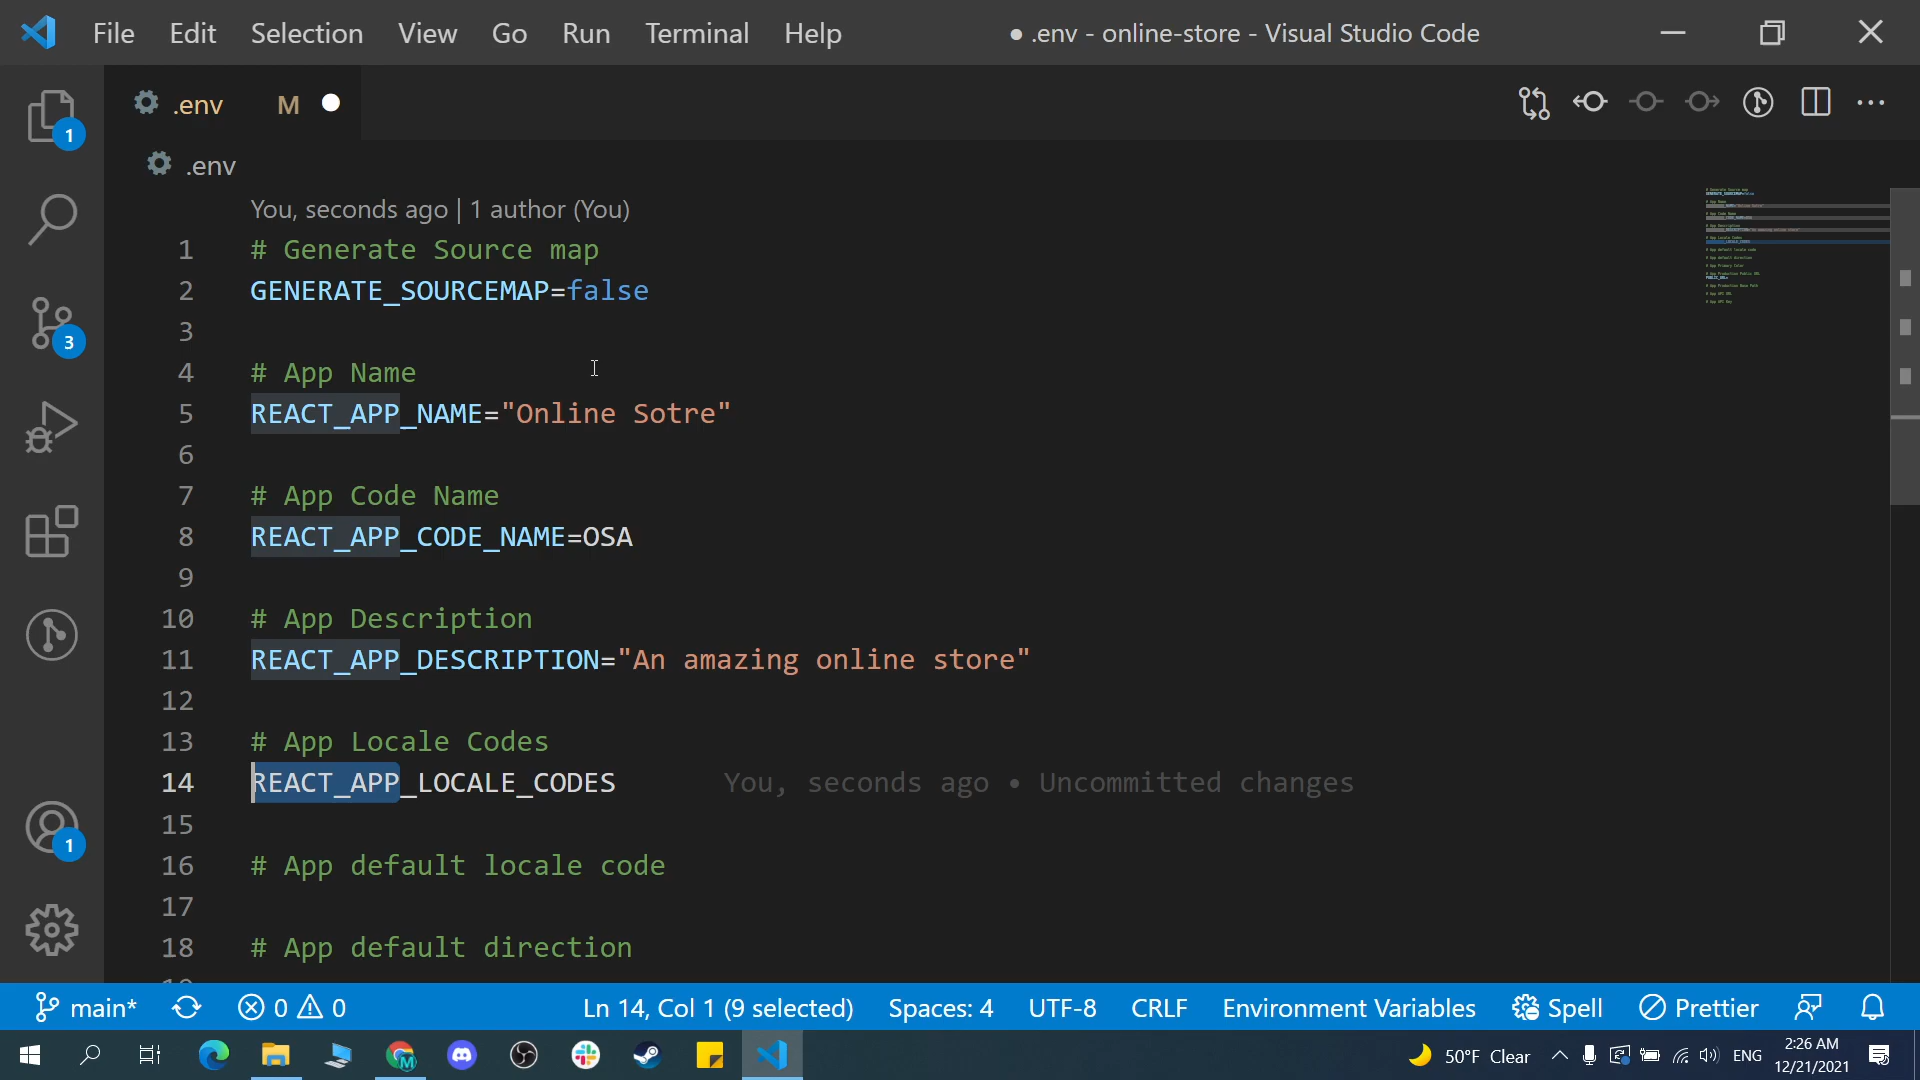 File Edit Selection View Go Run Terminal Help ● .env - online-store - Visual Studio Code
.env M
.env
You, seconds ago | 1 author (You)
1 # Generate Source map
2 GENERATE_SOURCEMAP=false
3
4 # App Name
5 REACT_APP_NAME="Online Sotre"
6
7 # App Code Name
8 REACT_APP_CODE_NAME=OSA
9
10 # App Description
11 REACT_APP_DESCRIPTION="An amazing online store"
12
13 # App Locale Codes
14 REACT_APP_LOCALE_CODES You, seconds ago • Uncommitted changes
15
16 # App default locale code
17
18 # App default direction
1
3
1
main* 0 0 Ln 14, Col 1 (9 selected) Spaces: 4 UTF-8 CRLF Environment Variables Spell Prettier
50°F Clear ENG 2:26 AM
12/21/2021